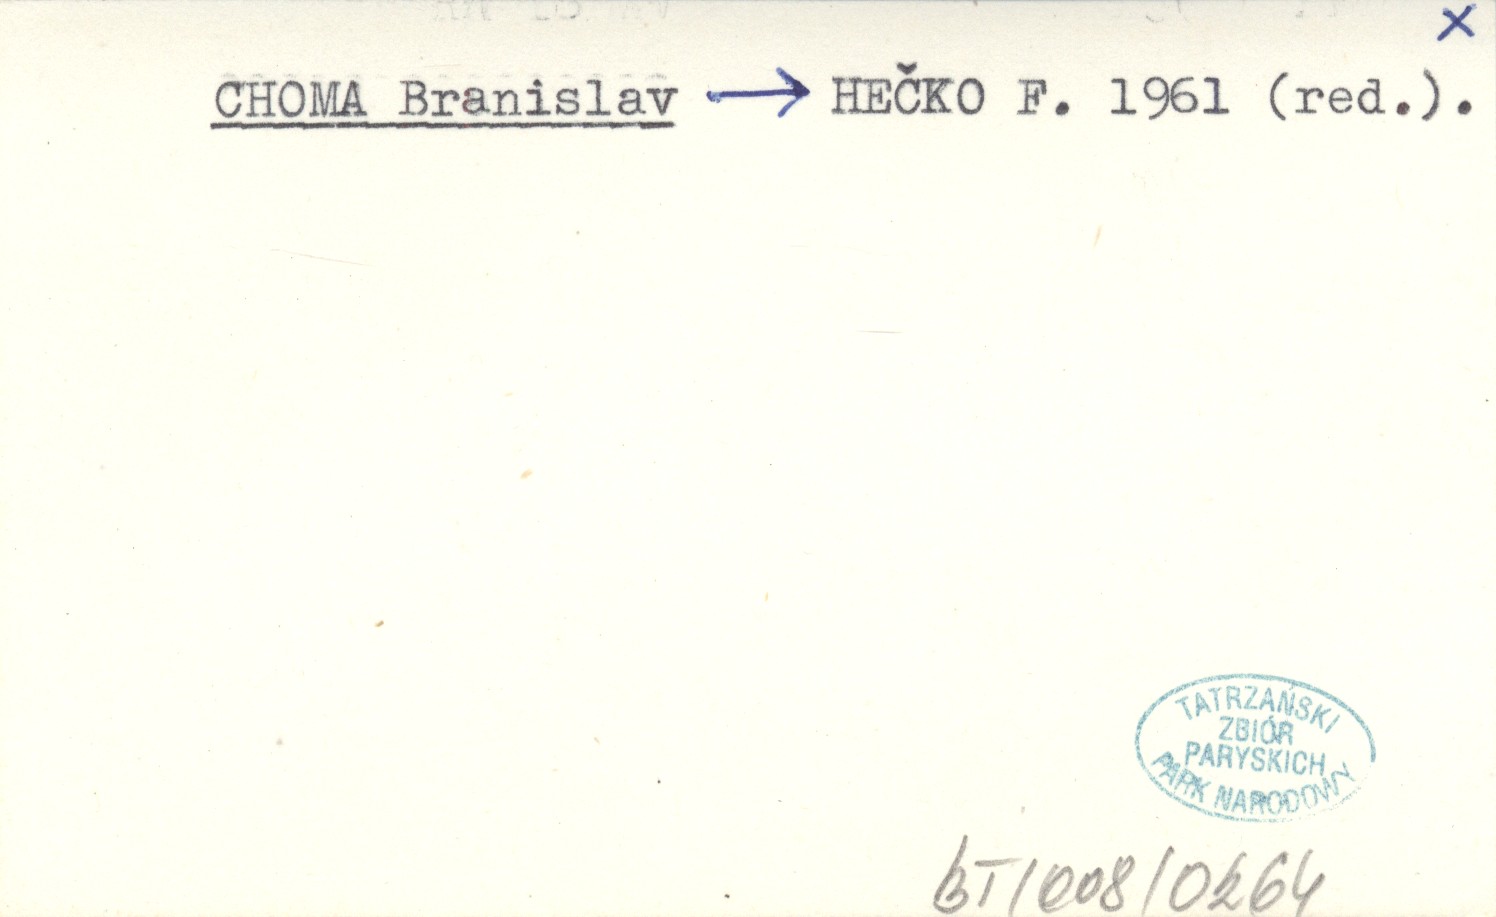 x
CHOMA Branislav → HEČKO F. 1961 (red.).
TATRZAŃSKI
ZBIÓR
PARYSKICH
PARK NARODOWY
BT/008/0264